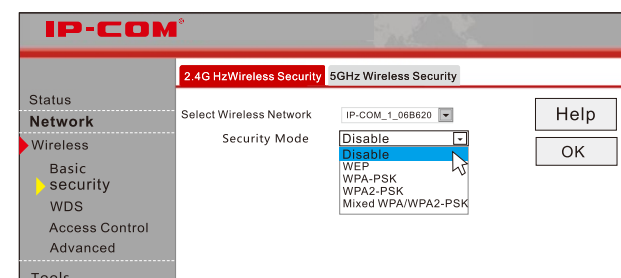 IP-COM®
2.4G HzWireless Security 5GHz Wireless Security
Status
Network
Wireless
Basic
security
WDS
Access Control
Advanced
Tools
Select Wireless Network IP-COM_1_06B620
Security Mode Disable
Disable
WEP
WPA-PSK
WPA2-PSK
Mixed WPA/WPA2-PSK
Help
OK